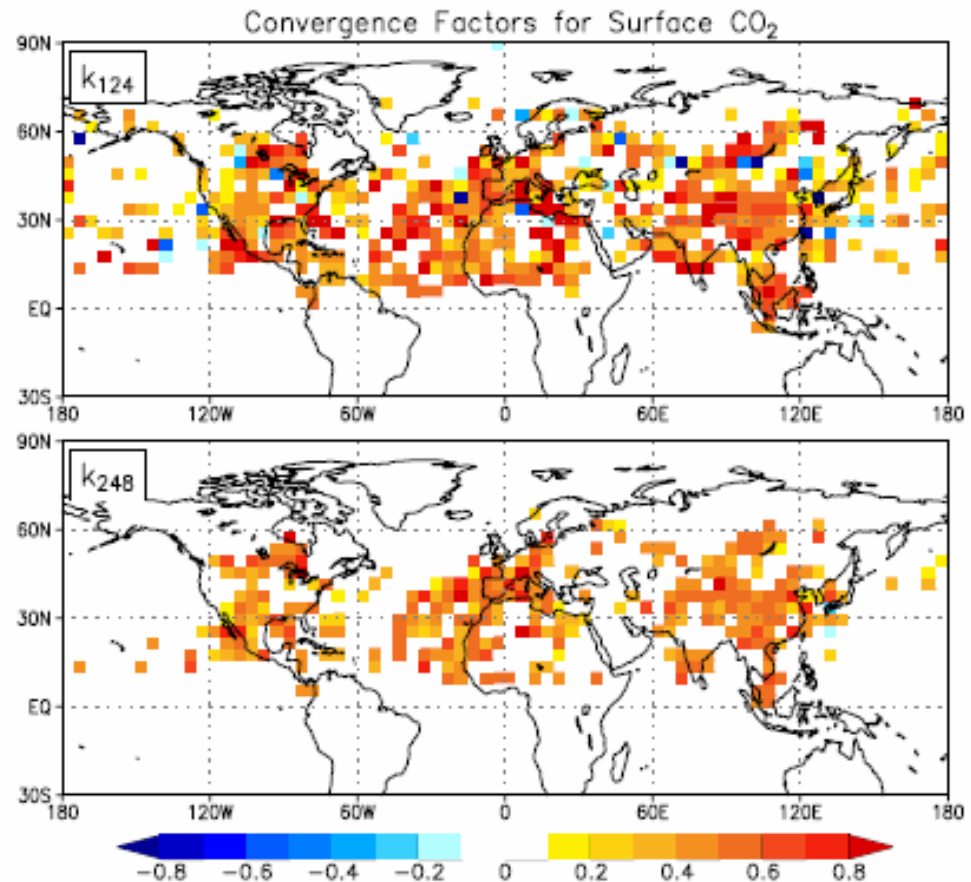 Convergence Factors for Surface CO₂
90N
k₁₂₄
60N
30N
EQ
30S
180 120W 60W 0 60E 120E 180
90N
k₂₄₈
60N
30N
EQ
30S
180 120W 60W 0 60E 120E 180
−0.8 −0.6 −0.4 −0.2 0 0.2 0.4 0.6 0.8